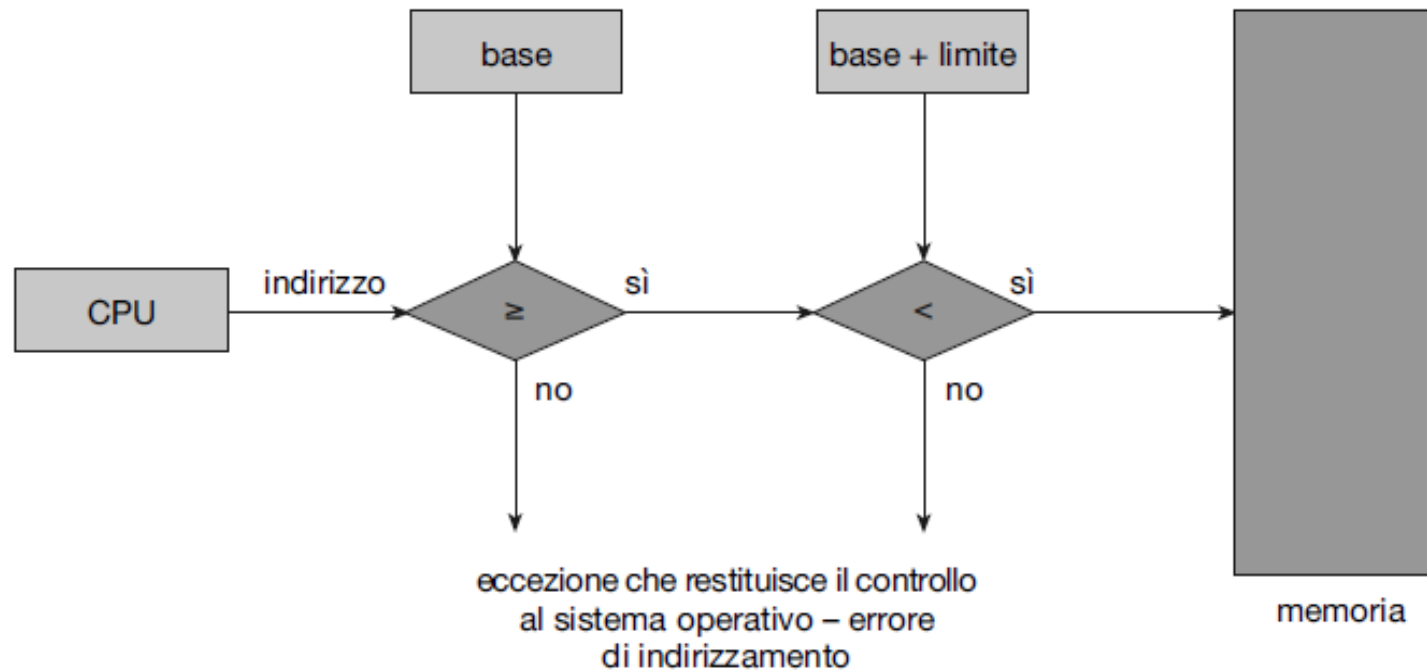 base
base + limite
CPU
indirizzo
≥
sì
<
sì
no
no
eccezione che restituisce il controllo
al sistema operativo – errore
di indirizzamento
memoria